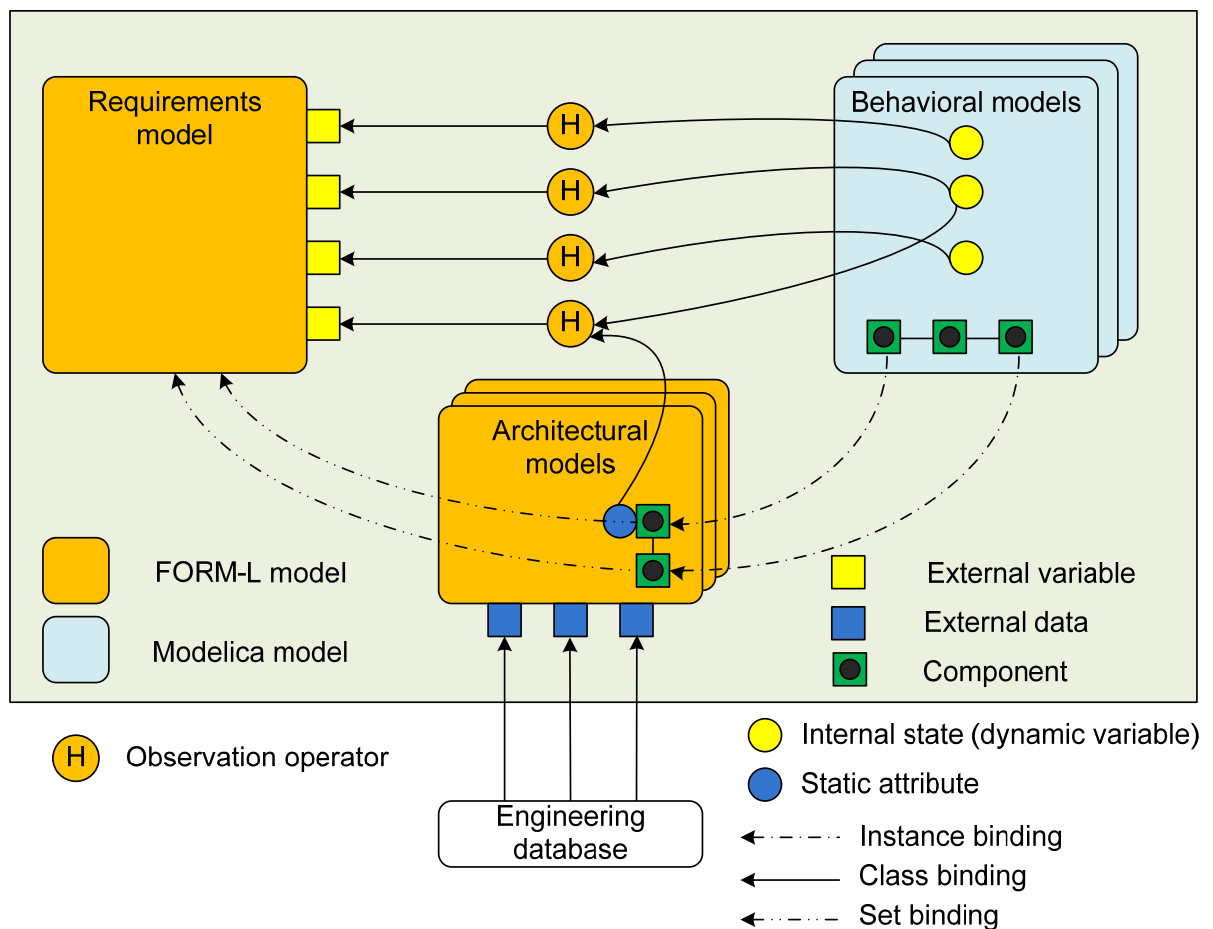 Requirements
model
H
H
H
H
Behavioral models
Architectural
models
FORM-L model
Modelica model
External variable
External data
Component
H
Observation operator
Internal state (dynamic variable)
Static attribute
Engineering
database
Instance binding
Class binding
Set binding